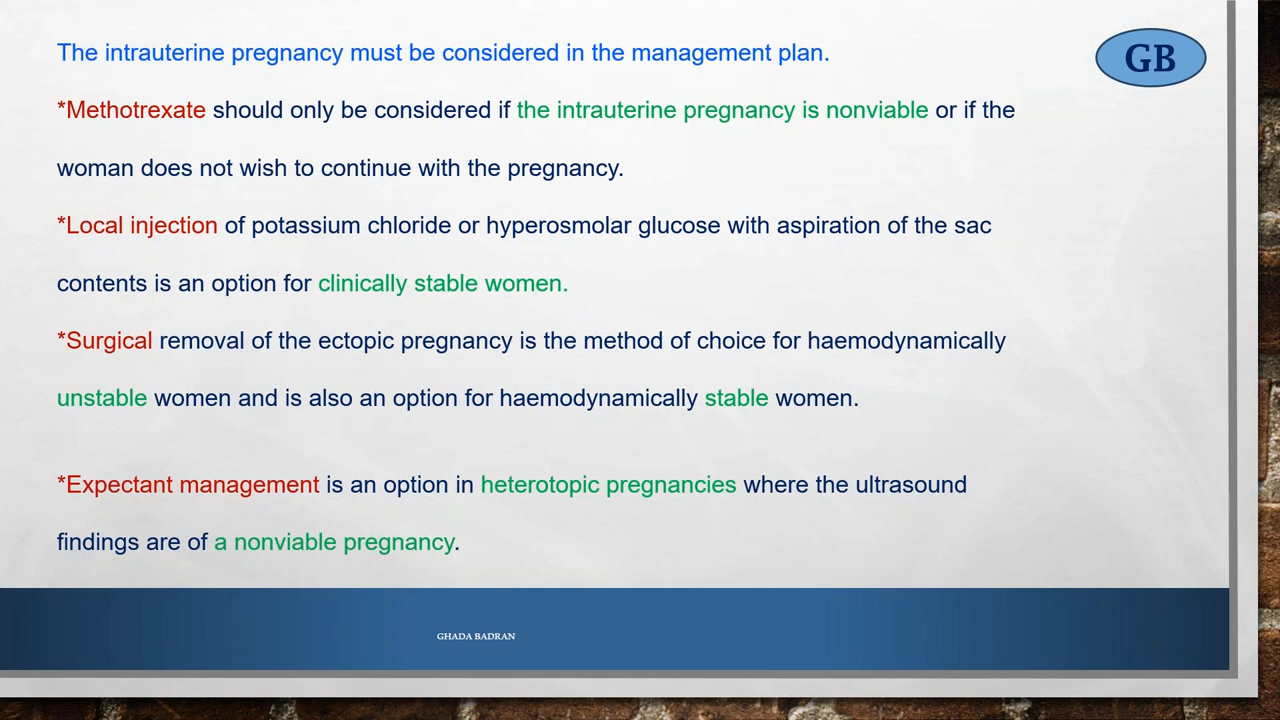 The intrauterine pregnancy must be considered in the management plan.
GB
*Methotrexate should only be considered if the intrauterine pregnancy is nonviable or if the
woman does not wish to continue with the pregnancy.
*Local injection of potassium chloride or hyperosmolar glucose with aspiration of the sac
contents is an option for clinically stable women.
*Surgical removal of the ectopic pregnancy is the method of choice for haemodynamically
unstable women and is also an option for haemodynamically stable women.
*Expectant management is an option in heterotopic pregnancies where the ultrasound
findings are of a nonviable pregnancy.
GHADA BADRAN